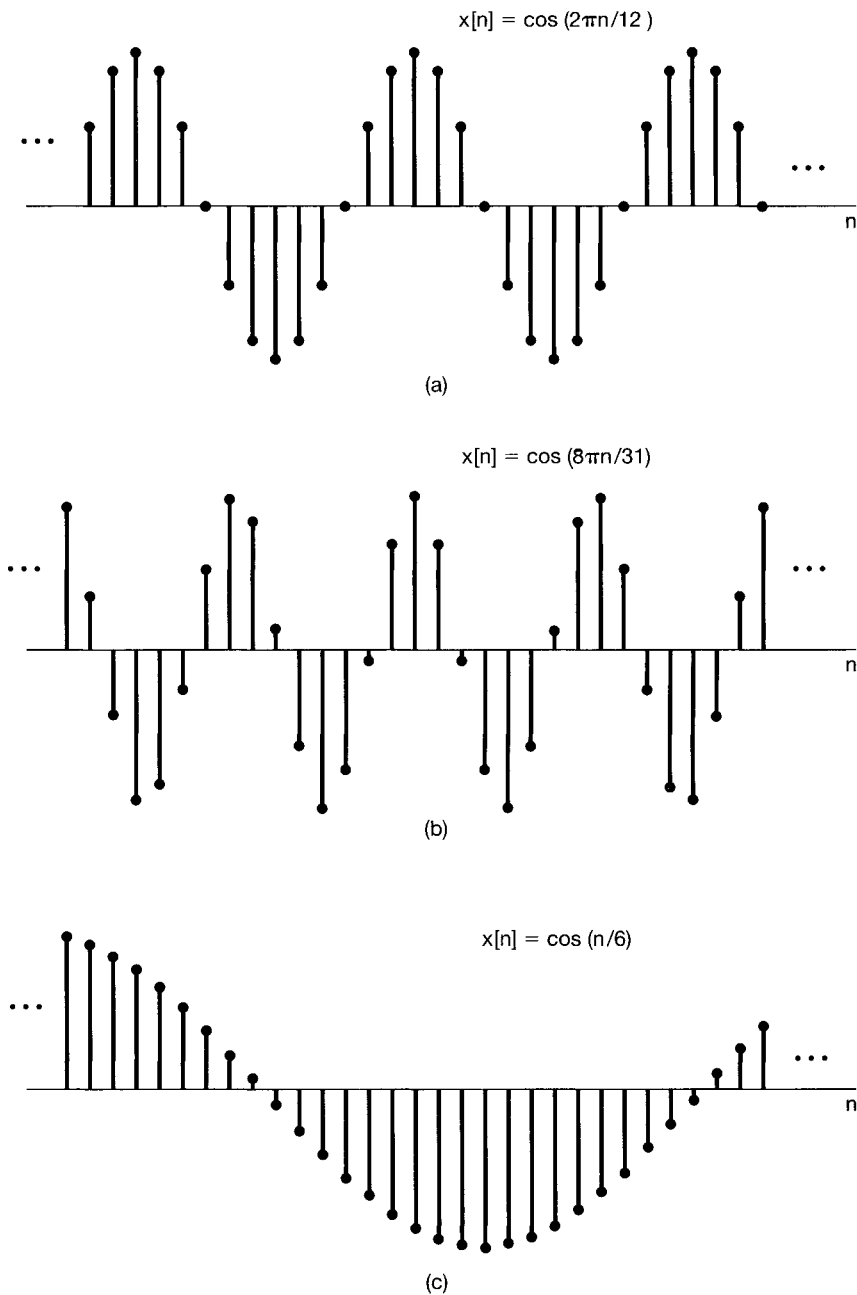 x[n] = cos (2πn/12 )
• • •
• • •
n
(a)
x[n] = cos (8πn/31)
• • •
• • •
n
(b)
x[n] = cos (n/6)
• • •
• • •
n
(c)